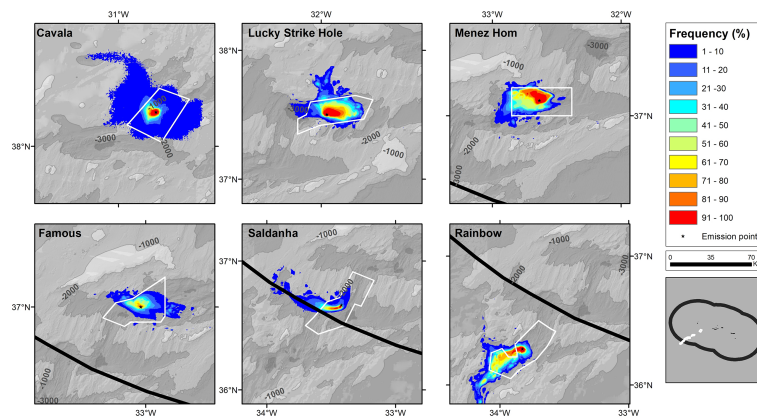 31°W
32°W
33°W
32°W
Cavala
Lucky Strike Hole
Menez Hom
38°N
-3000
-2000
38°N
-2000
-1000
37°N
-1000
-3000
-2000
37°N
Frequency (%)
1 - 10
11 - 20
21 - 30
31 - 40
41 - 50
51 - 60
61 - 70
71 - 80
81 - 90
91 - 100
Emission point
Famous
Saldanha
Rainbow
-1000
-2000
37°N
-1000
-3000
33°W
37°N
-1000
36°N
34°W
33°W
37°N
-1000
-2000
-3000
36°N
34°W
33°W
0 35 70
K